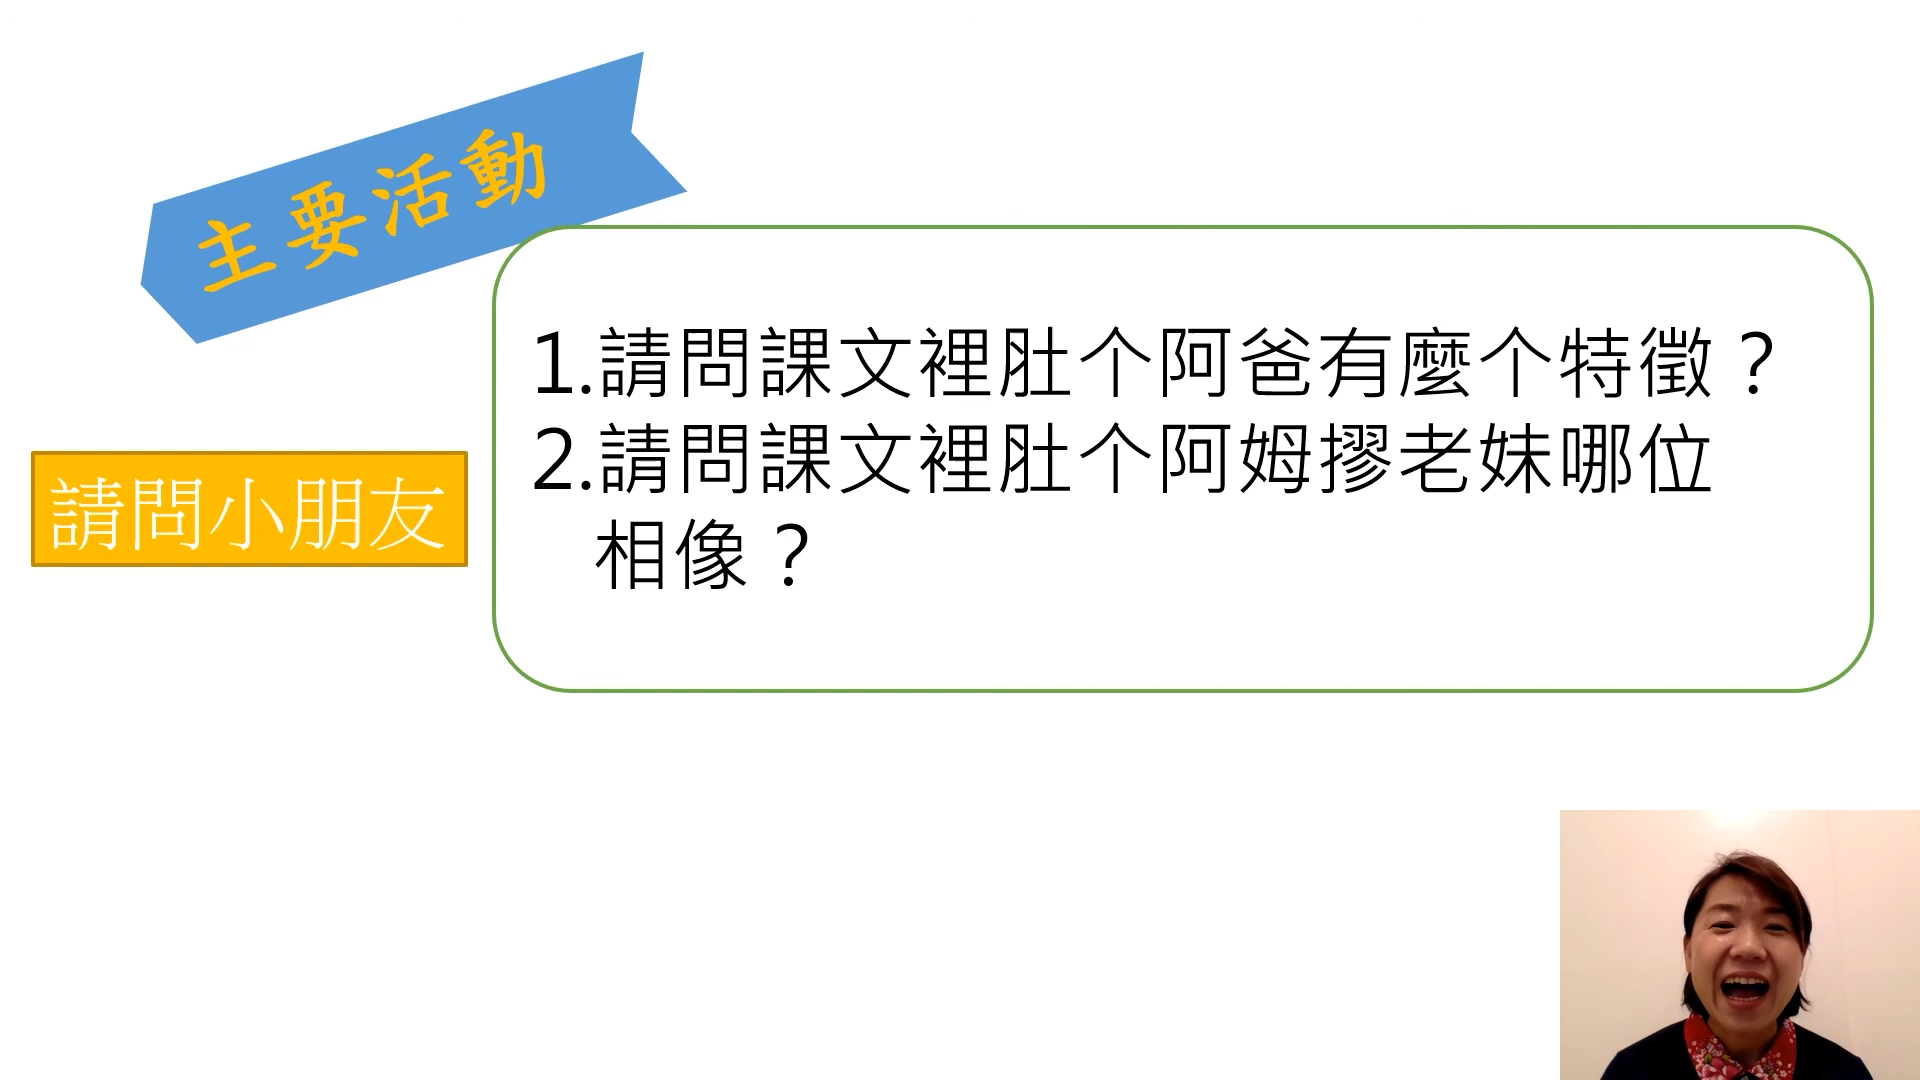 主要活動
請問小朋友
1.請問課文裡肚个阿爸有麼个特徵？
2.請問課文裡肚个阿姆摎老妹哪位
相像？